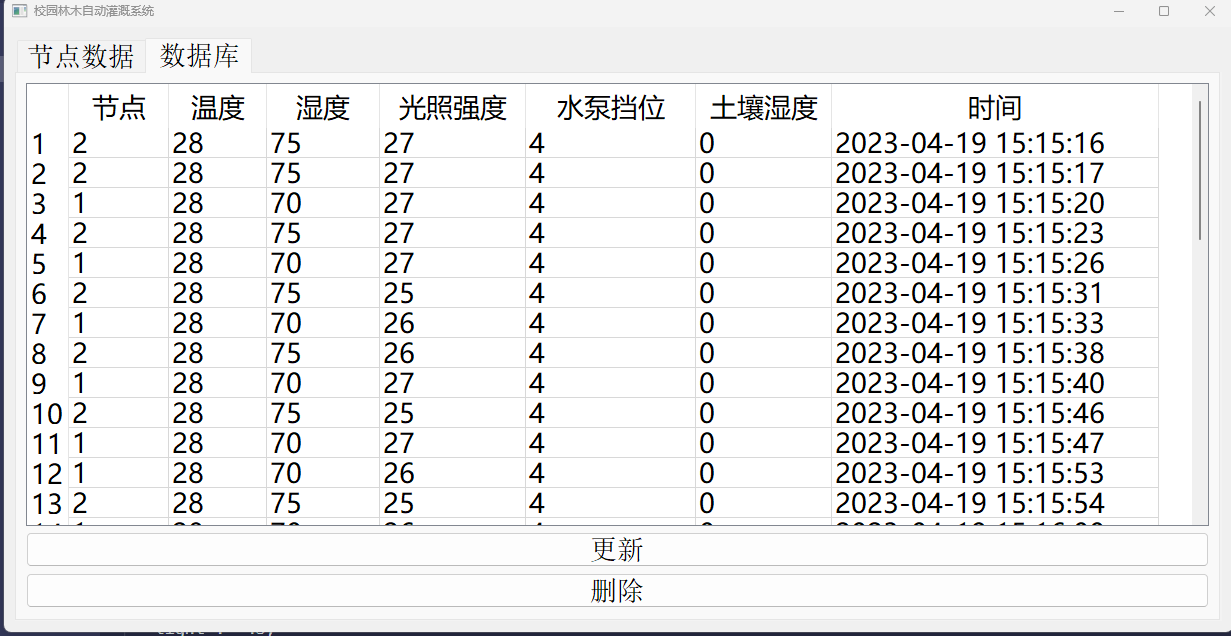 校园林木自动灌溉系统
节点数据 数据库
节点 温度 湿度 光照强度 水泵挡位 土壤湿度 时间
1 2 28 75 27 4 0 2023-04-19 15:15:16
2 2 28 75 27 4 0 2023-04-19 15:15:17
3 1 28 70 27 4 0 2023-04-19 15:15:20
4 2 28 75 27 4 0 2023-04-19 15:15:23
5 1 28 70 27 4 0 2023-04-19 15:15:26
6 2 28 75 25 4 0 2023-04-19 15:15:31
7 1 28 70 26 4 0 2023-04-19 15:15:33
8 2 28 75 26 4 0 2023-04-19 15:15:38
9 1 28 70 27 4 0 2023-04-19 15:15:40
10 2 28 75 25 4 0 2023-04-19 15:15:46
11 1 28 70 27 4 0 2023-04-19 15:15:47
12 1 28 70 26 4 0 2023-04-19 15:15:53
13 2 28 75 25 4 0 2023-04-19 15:15:54
更新
删除